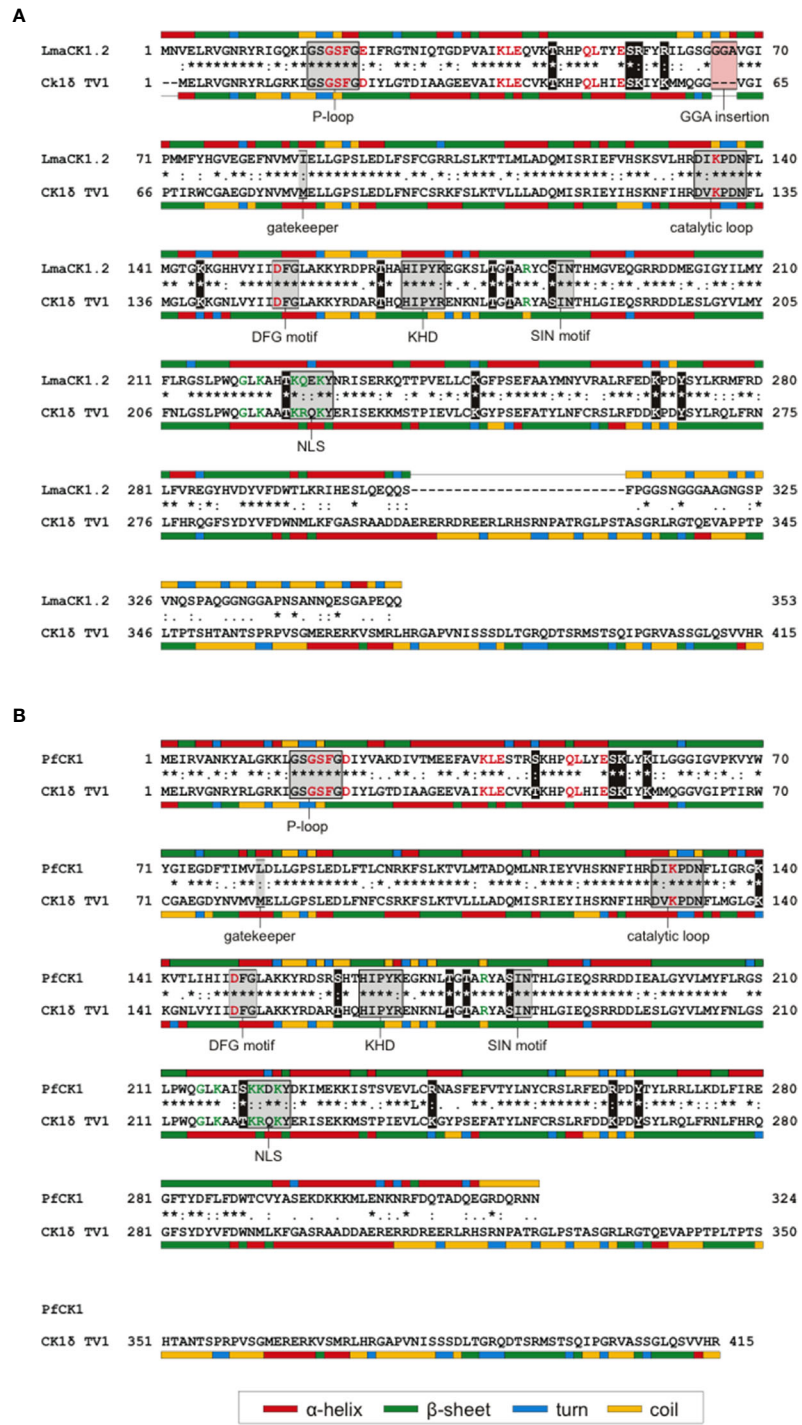 A
LmaCK1.2 1 MNVELRVGNRYRIGQKIGSGSFGEIFRGTNIQTGDPVAIKLEQVKTRHPQLTYESRFYRILGSGGGAVGI 70
Ck1δ TV1 1 --MELRVGNRYRLGRKIGSGSFGDIYLGTDIAAGEEVAIKLECVKTKHPQLHIESKIYKMMQGG---VGI 65
P-loop GGA insertion
LmaCK1.2 71 PMMFYHGVEGEFNVMVIELLGPSLEDLFSFCGRRLSLKTTLMLADQMISRIEFVHSKSVLHRDIKPDNFL 140
CK1δ TV1 66 PTIRWCGAEGDYNVMVMELLGPSLEDLFNFCSRKFSLKTVLLLADQMISRIEYIHSKNFIHRDVKPDNFL 135
gatekeeper catalytic loop
LmaCK1.2 141 MGTGKKGHHVYIIDFGLAKKYRDPRTHAHIPYKEGKSLTGTARYCSINTHMGVEQGRRDDMEGIGYILMY 210
CK1δ TV1 136 MGLGKKGNLVYIIDFGLAKKYRDARTHQHIPYRENKNLTGTARYASINTHLGIEQSRRDDLESLGYVLMY 205
DFG motif KHD SIN motif
LmaCK1.2 211 FLRGSLPWQGLKAHTKQEKYNRISERKQTTPVELLCKGFPSEFAAYMNYVRALRFEDKPDYSYLKRMFRD 280
CK1δ TV1 206 FNLGSLPWQGLKAATKRQKYERISEKKMSTPIEVLCKGYPSEFATYLNFCRSLRFDDKPDYSYLRQLFRN 275
NLS
LmaCK1.2 281 LFVREGYHVDYVFDWTLKRIHESLQEQQS-------------------------FPGGSNGGGAAGNGSP 325
CK1δ TV1 276 LFHRQGFSYDYVFDWNMLKFGASRAADDAERERRDREERLRHSRNPATRGLPSTASGRLRGTQEVAPPTP 345
LmaCK1.2 326 VNQSPAQGGNGGAPNSANNQESGAPEQQ 353
CK1δ TV1 346 LTPTSHTANTSPRPVSGMERERKVSMRLHRGAPVNISSSDLTGRQDTSRMSTSQIPGRVASSGLQSVVHR 415
B
PfCK1 1 MEIRVANKYALGKKLGSGSFGDIYVAKDIVTMEEFAVKLESTRSKHPQLLYESKLYKILGGGIGVPKVYW 70
CK1δ TV1 1 MELRVGNRYRLGRKIGSGSFGDIYLGTDIAAGEEVAIKLECVKTKHPQLHIESKIYKMMQGGVGIPTIRW 70
P-loop
PfCK1 71 YGIEGDFTIMVLDLLGPSLEDLFTLCNRKFSLKTVLMTADQMLNRIEYVHSKNFIHRDIKPDNFLIGRGK 140
CK1δ TV1 71 CGAEGDYNVMVMELLGPSLEDLFNFCSRKFSLKTVLLLADQMISRIEYIHSKNFIHRDVKPDNFLMGLGK 140
gatekeeper catalytic loop
PfCK1 141 KVTLIHIIDFGLAKKYRDSRSHTHIPYKEGKNLTGTARYASINTHLGIEQSRRDDIEALGYVLMYFLRGS 210
CK1δ TV1 141 KGNLVYIIDFGLAKKYRDARTHQHIPYRENKNLTGTARYASINTHLGIEQSRRDDLESLGYVLMYFNLGS 210
DFG motif KHD SIN motif
PfCK1 211 LPWQGLKAISKKDKYDKIMEKKISTSVEVLCRNASFEFVTYLNYCRSLRFEDRPDYTYLRRLLKDLFIRE 280
CK1δ TV1 211 LPWQGLKAATKRQKYERISEKKMSTPIEVLCKGYPSEFATYLNFCRSLRFDDKPDYSYLRQLFRNLFHRQ 280
NLS
PfCK1 281 GFTYDFLFDWTCVYASEKDKKKMLENKNRFDQTADQEGRDQRNN 324
CK1δ TV1 281 GFSYDYVFDWNMLKFGASRAADDAERERRDREERLRHSRNPATRGLPSTASGRLRGTQEVAPPTPLTPTS 350
PfCK1
CK1δ TV1 351 HTANTSPRPVSGMERERKVSMRLHRGAPVNISSSDLTGRQDTSRMSTSQIPGRVASSGLQSVVHR 415
α-helix β-sheet turn coil